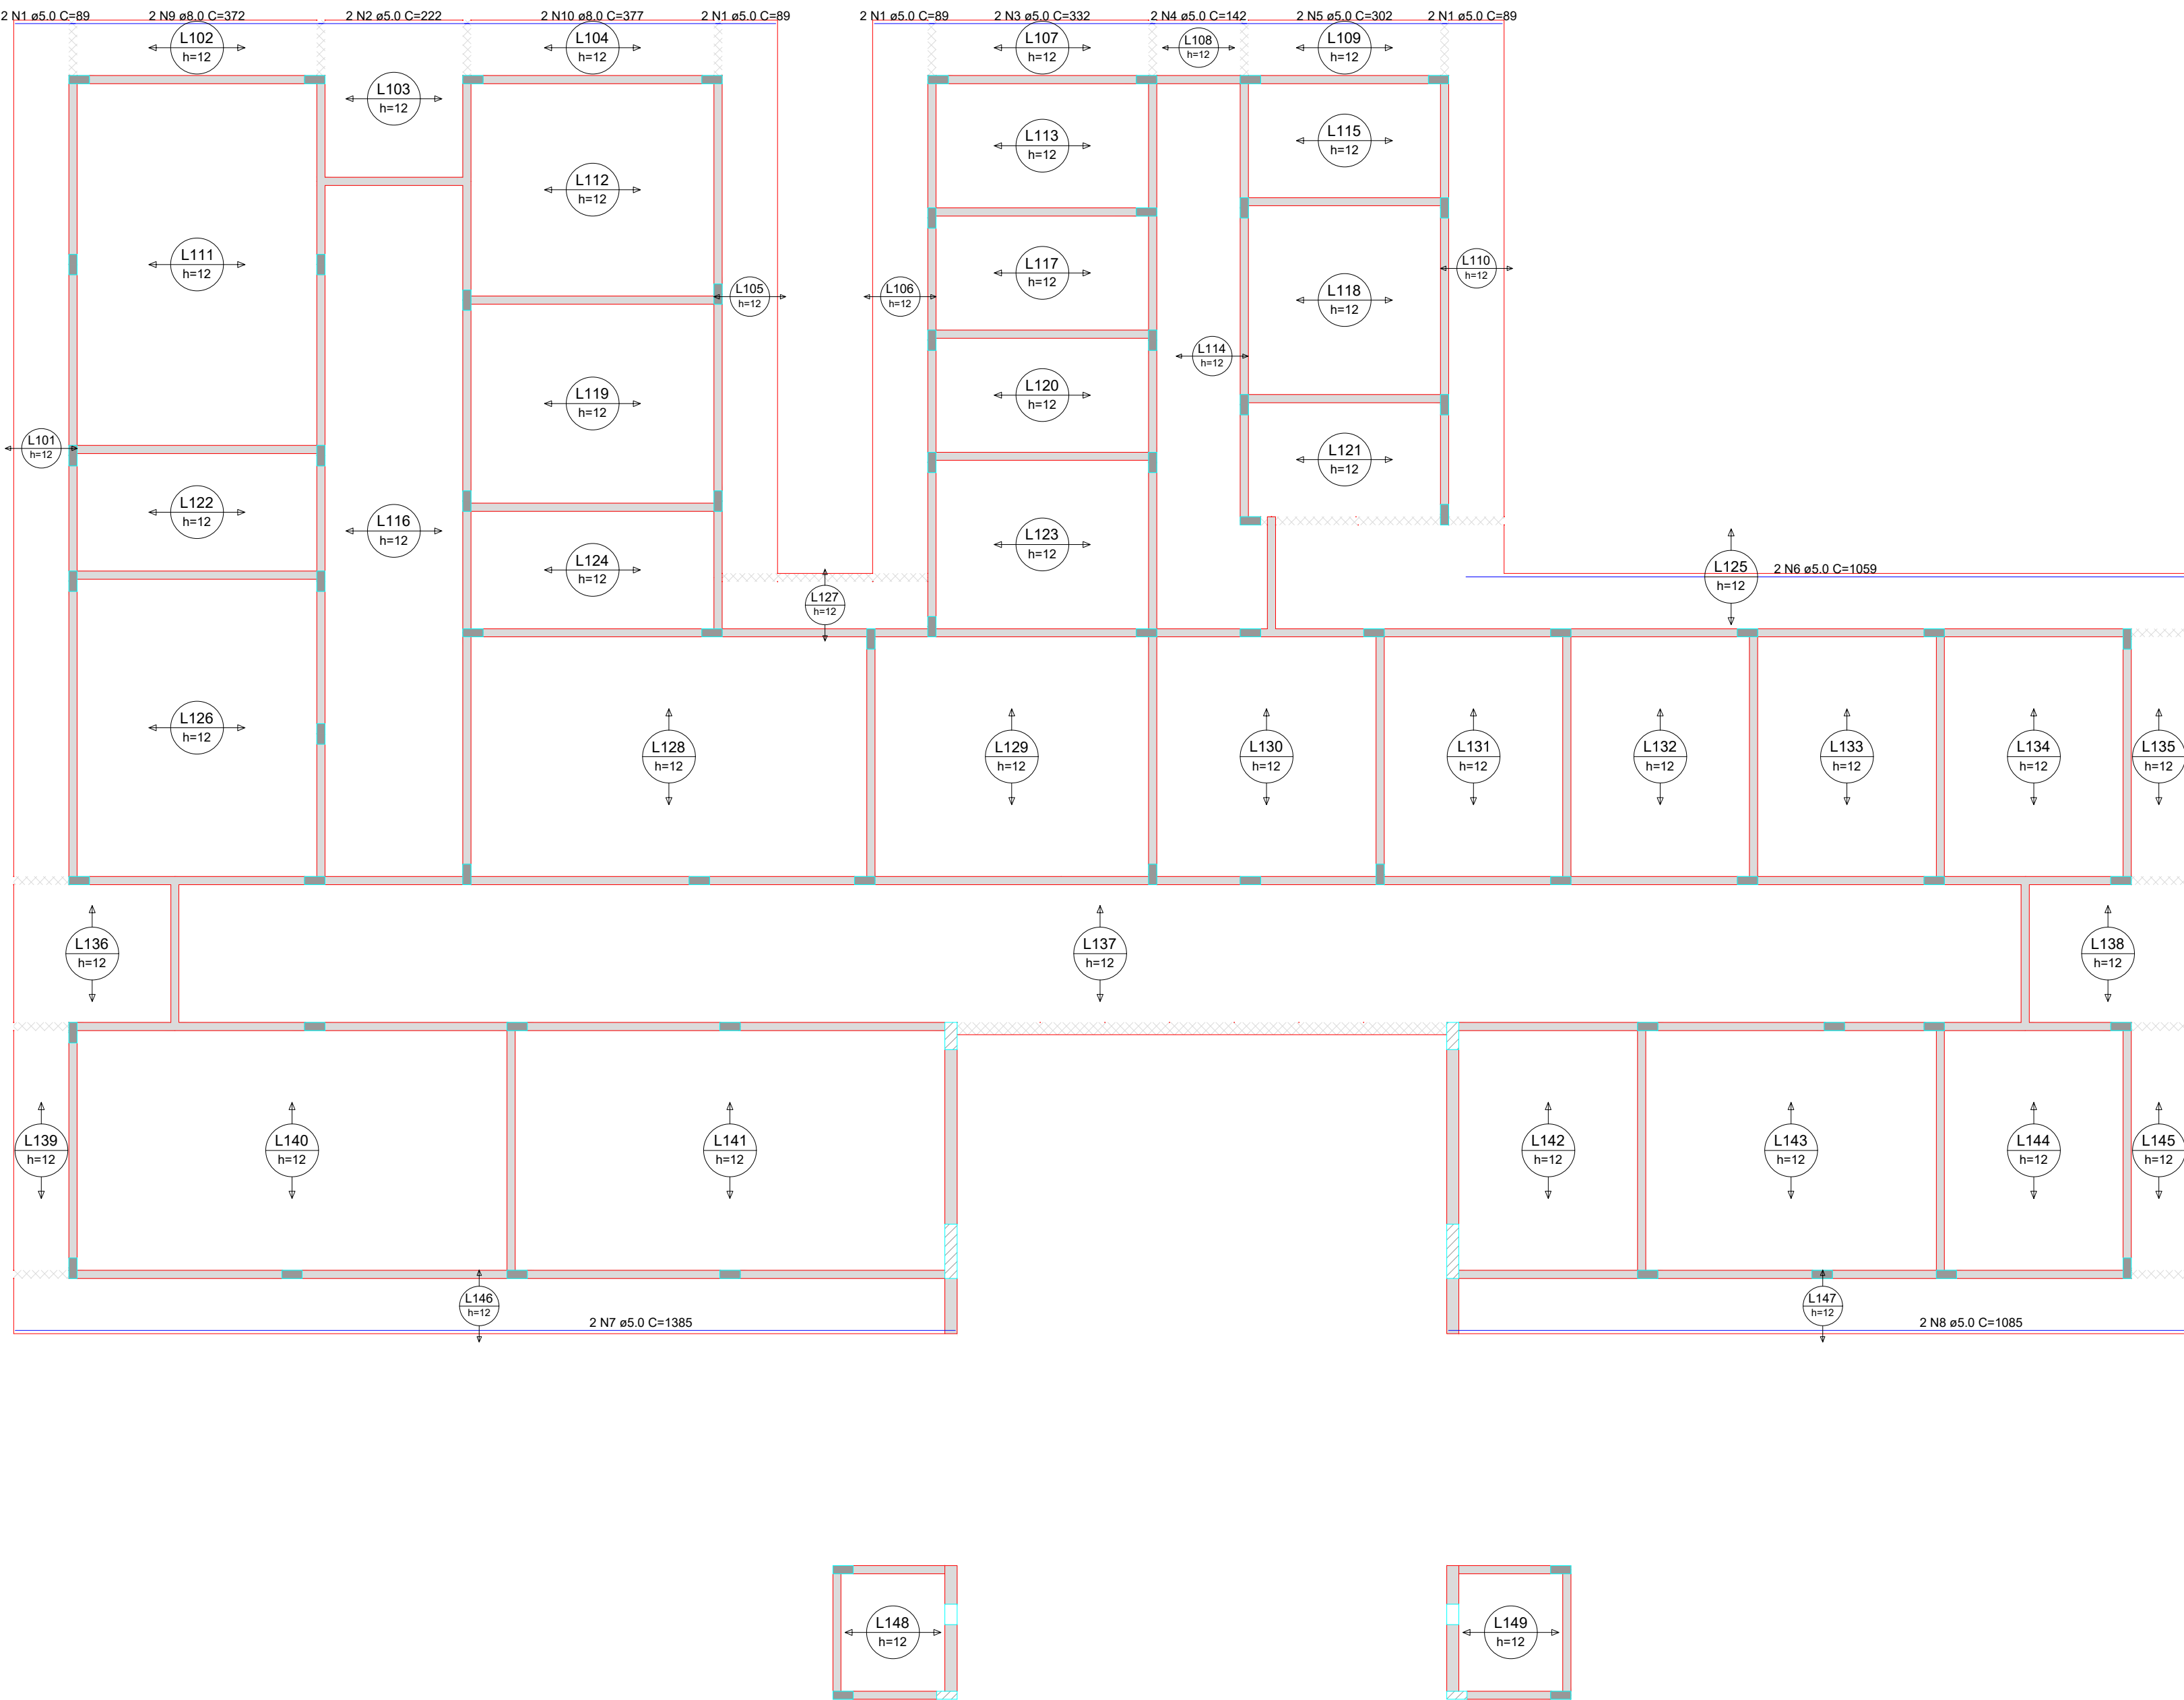 2 N1 ø5.0 C=89
2 N9 ø8.0 C=372
2 N2 ø5.0 C=222
2 N10 ø8.0 C=377
2 N1 ø5.0 C=89
2 N1 ø5.0 C=89
2 N3 ø5.0 C=332
2 N4 ø5.0 C=142
2 N5 ø5.0 C=302
2 N1 ø5.0 C=89
L102
h=12
L104
h=12
L107
h=12
L108
h=12
L109
h=12
L103
h=12
L115
h=12
L113
h=12
L112
h=12
L111
h=12
L110
h=12
L117
h=12
L105
h=12
L106
h=12
L118
h=12
L114
h=12
L120
h=12
L119
h=12
L101
h=12
L121
h=12
L122
h=12
L116
h=12
L123
h=12
L124
h=12
L125
h=12
2 N6 ø5.0 C=1059
L127
h=12
L126
h=12
L128
h=12
L129
h=12
L130
h=12
L131
h=12
L132
h=12
L133
h=12
L134
h=12
L135
h=12
L136
h=12
L137
h=12
L138
h=12
L139
h=12
L140
h=12
L141
h=12
L142
h=12
L143
h=12
L144
h=12
L145
h=12
L146
h=12
L147
h=12
2 N7 ø5.0 C=1385
2 N8 ø5.0 C=1085
L148
h=12
L149
h=12